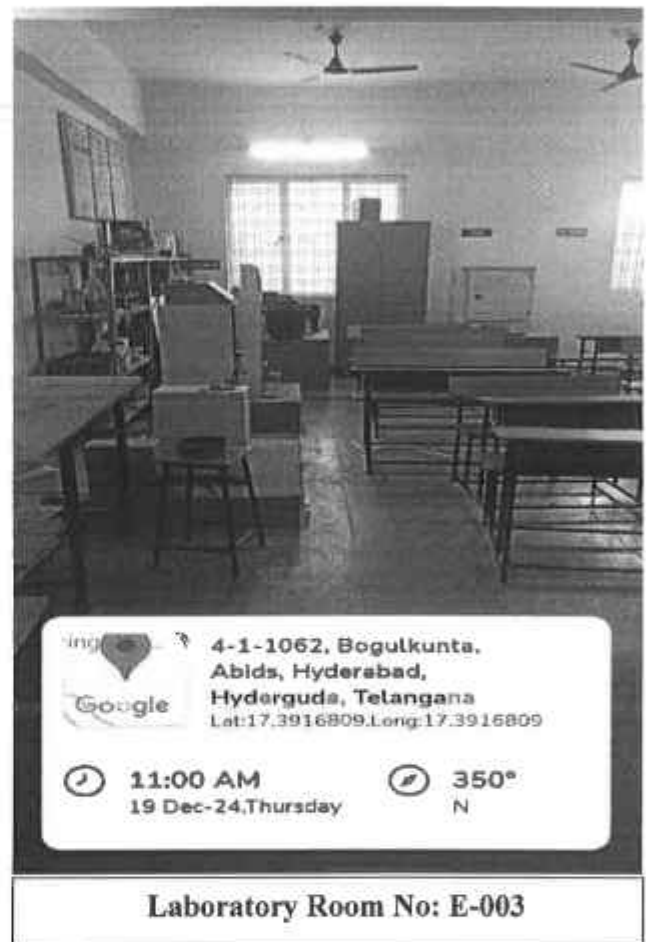 Google
4-1-1062, Bogulkunta,
Abids, Hyderabad,
Hyderguda, Telangana
Lat:17.3916809,Long:17.3916809
11:00 AM
19 Dec-24,Thursday
350°
N
Laboratory Room No: E-003